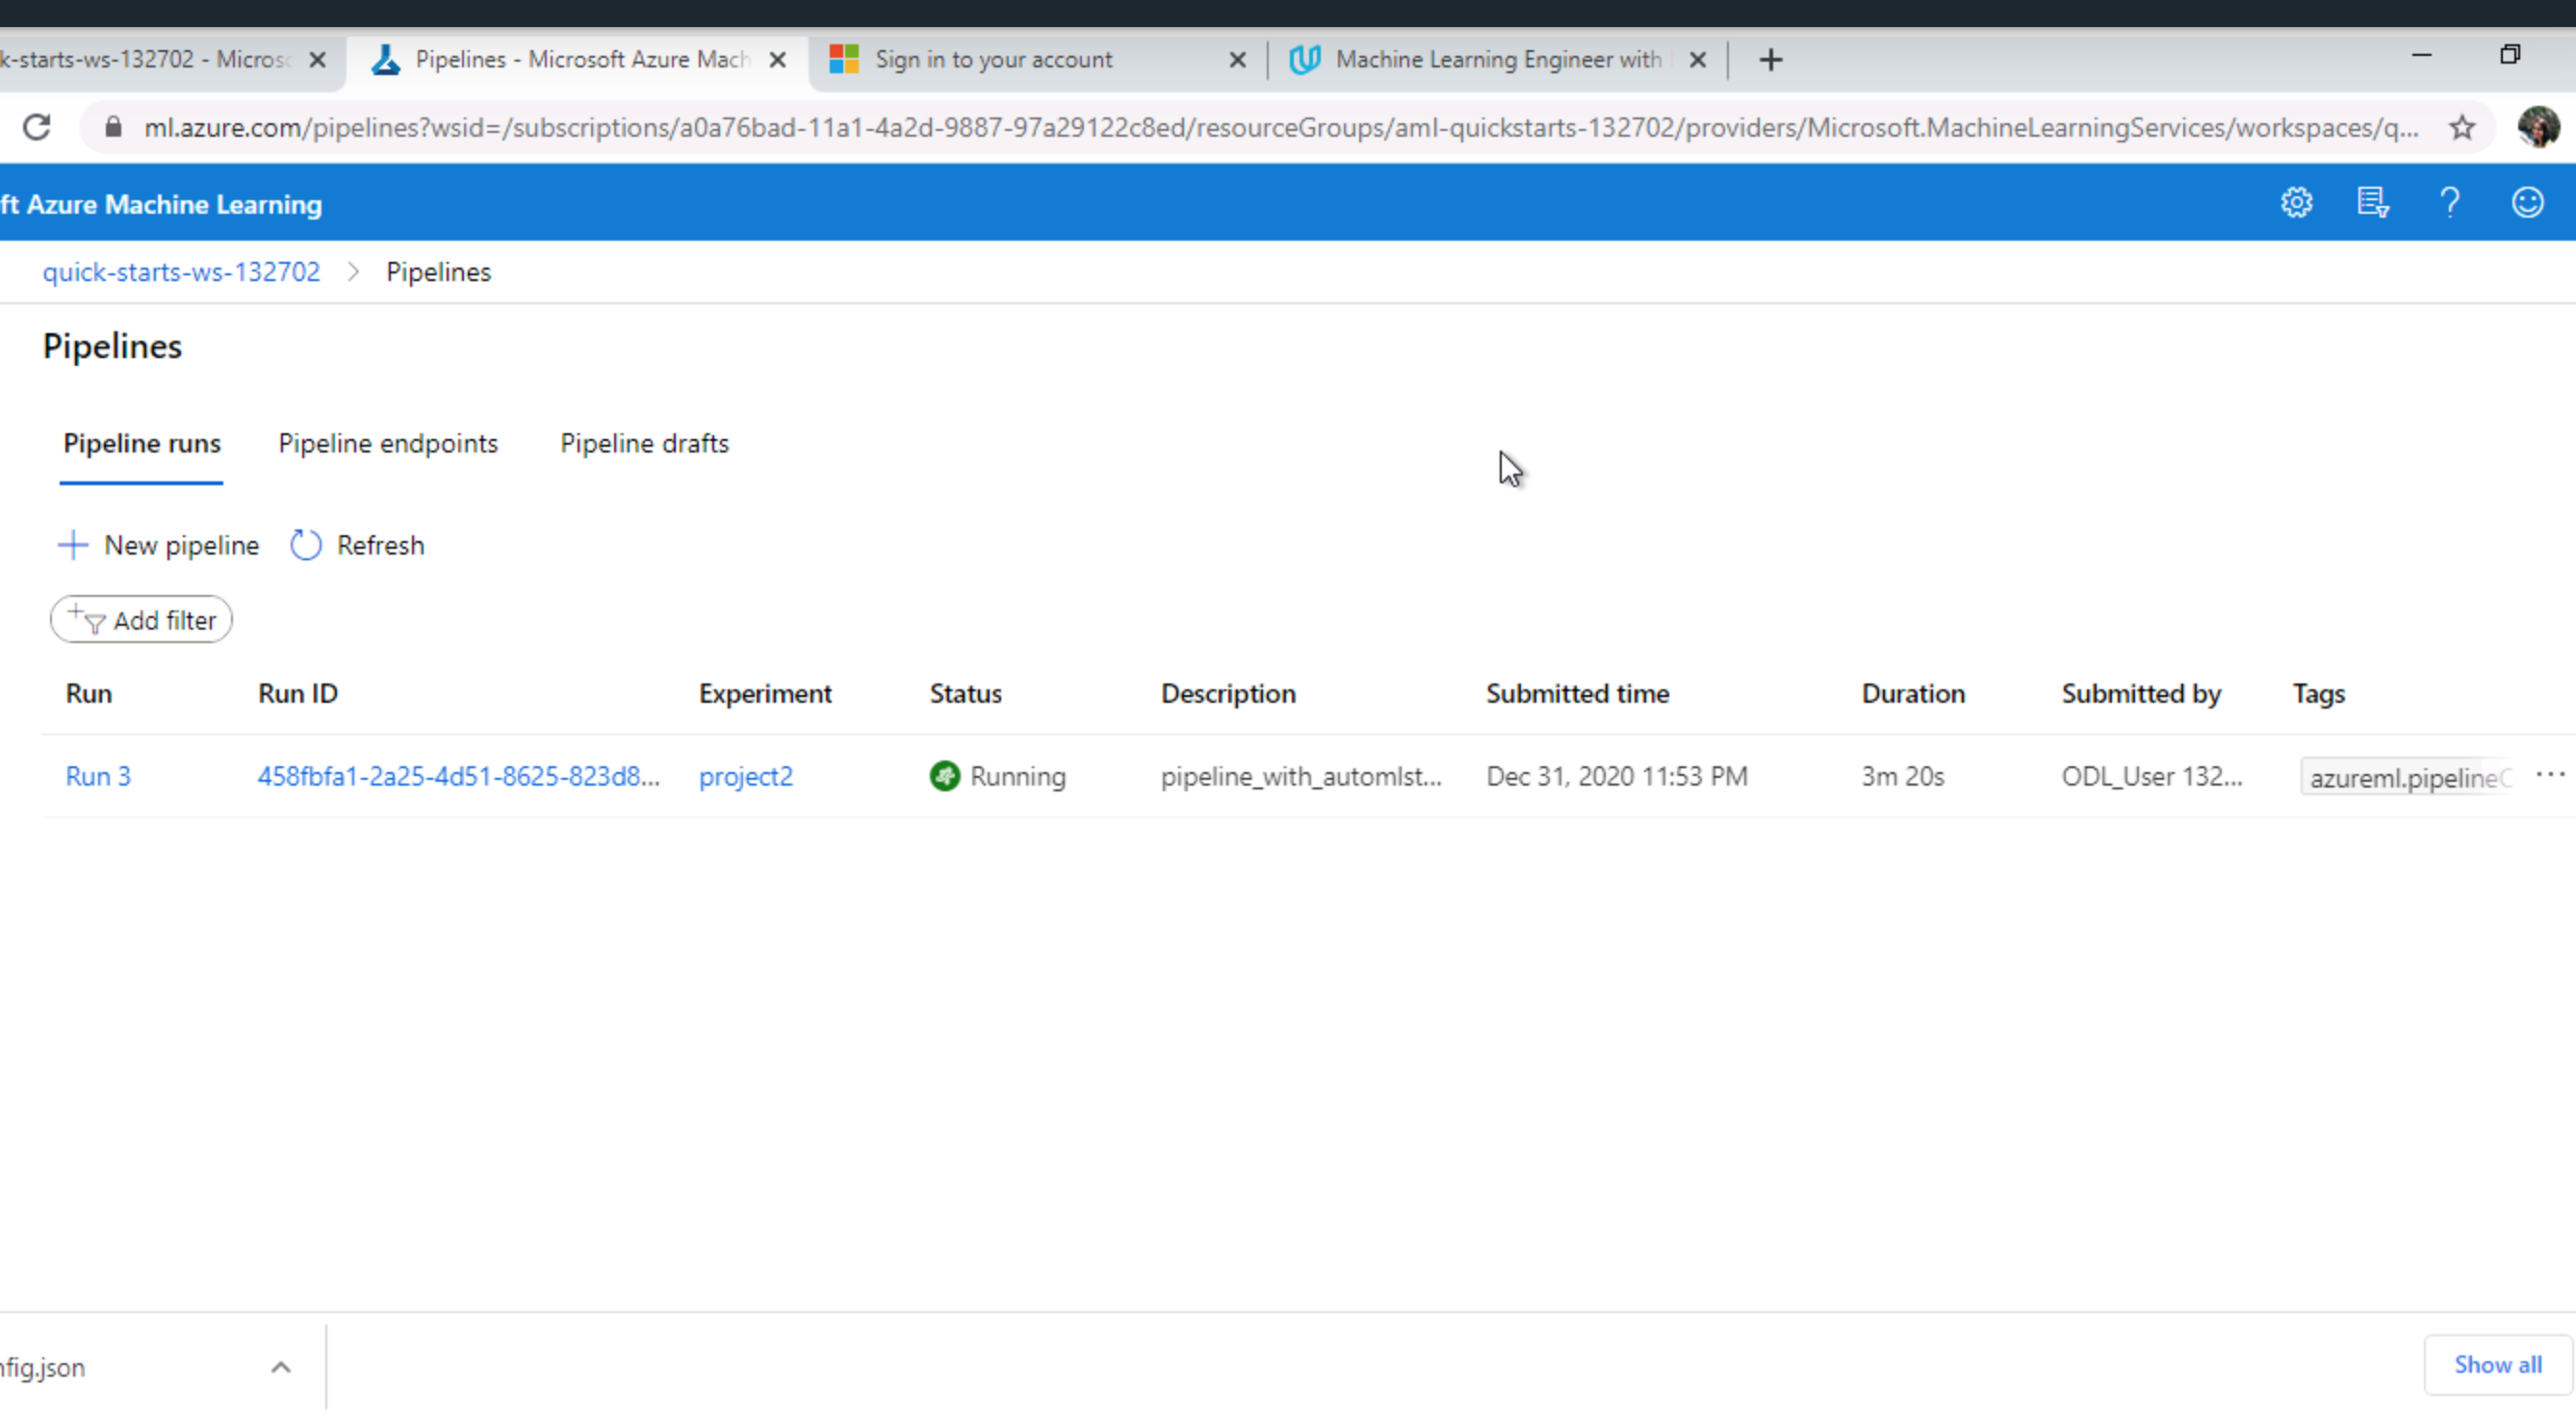 k-starts-ws-132702 - Micros
Pipelines - Microsoft Azure Mach
Sign in to your account
Machine Learning Engineer with
ml.azure.com/pipelines?wsid=/subscriptions/a0a76bad-11a1-4a2d-9887-97a29122c8ed/resourceGroups/aml-quickstarts-132702/providers/Microsoft.MachineLearningServices/workspaces/q...
ft Azure Machine Learning
quick-starts-ws-132702 > Pipelines
Pipelines
Pipeline runs Pipeline endpoints Pipeline drafts
+ New pipeline Refresh
Add filter
Run Run ID Experiment Status Description Submitted time Duration Submitted by Tags
Run 3 458fbfa1-2a25-4d51-8625-823d8... project2 Running pipeline_with_automlst... Dec 31, 2020 11:53 PM 3m 20s ODL_User 132... azureml.pipelineC ...
nfig.json
Show all